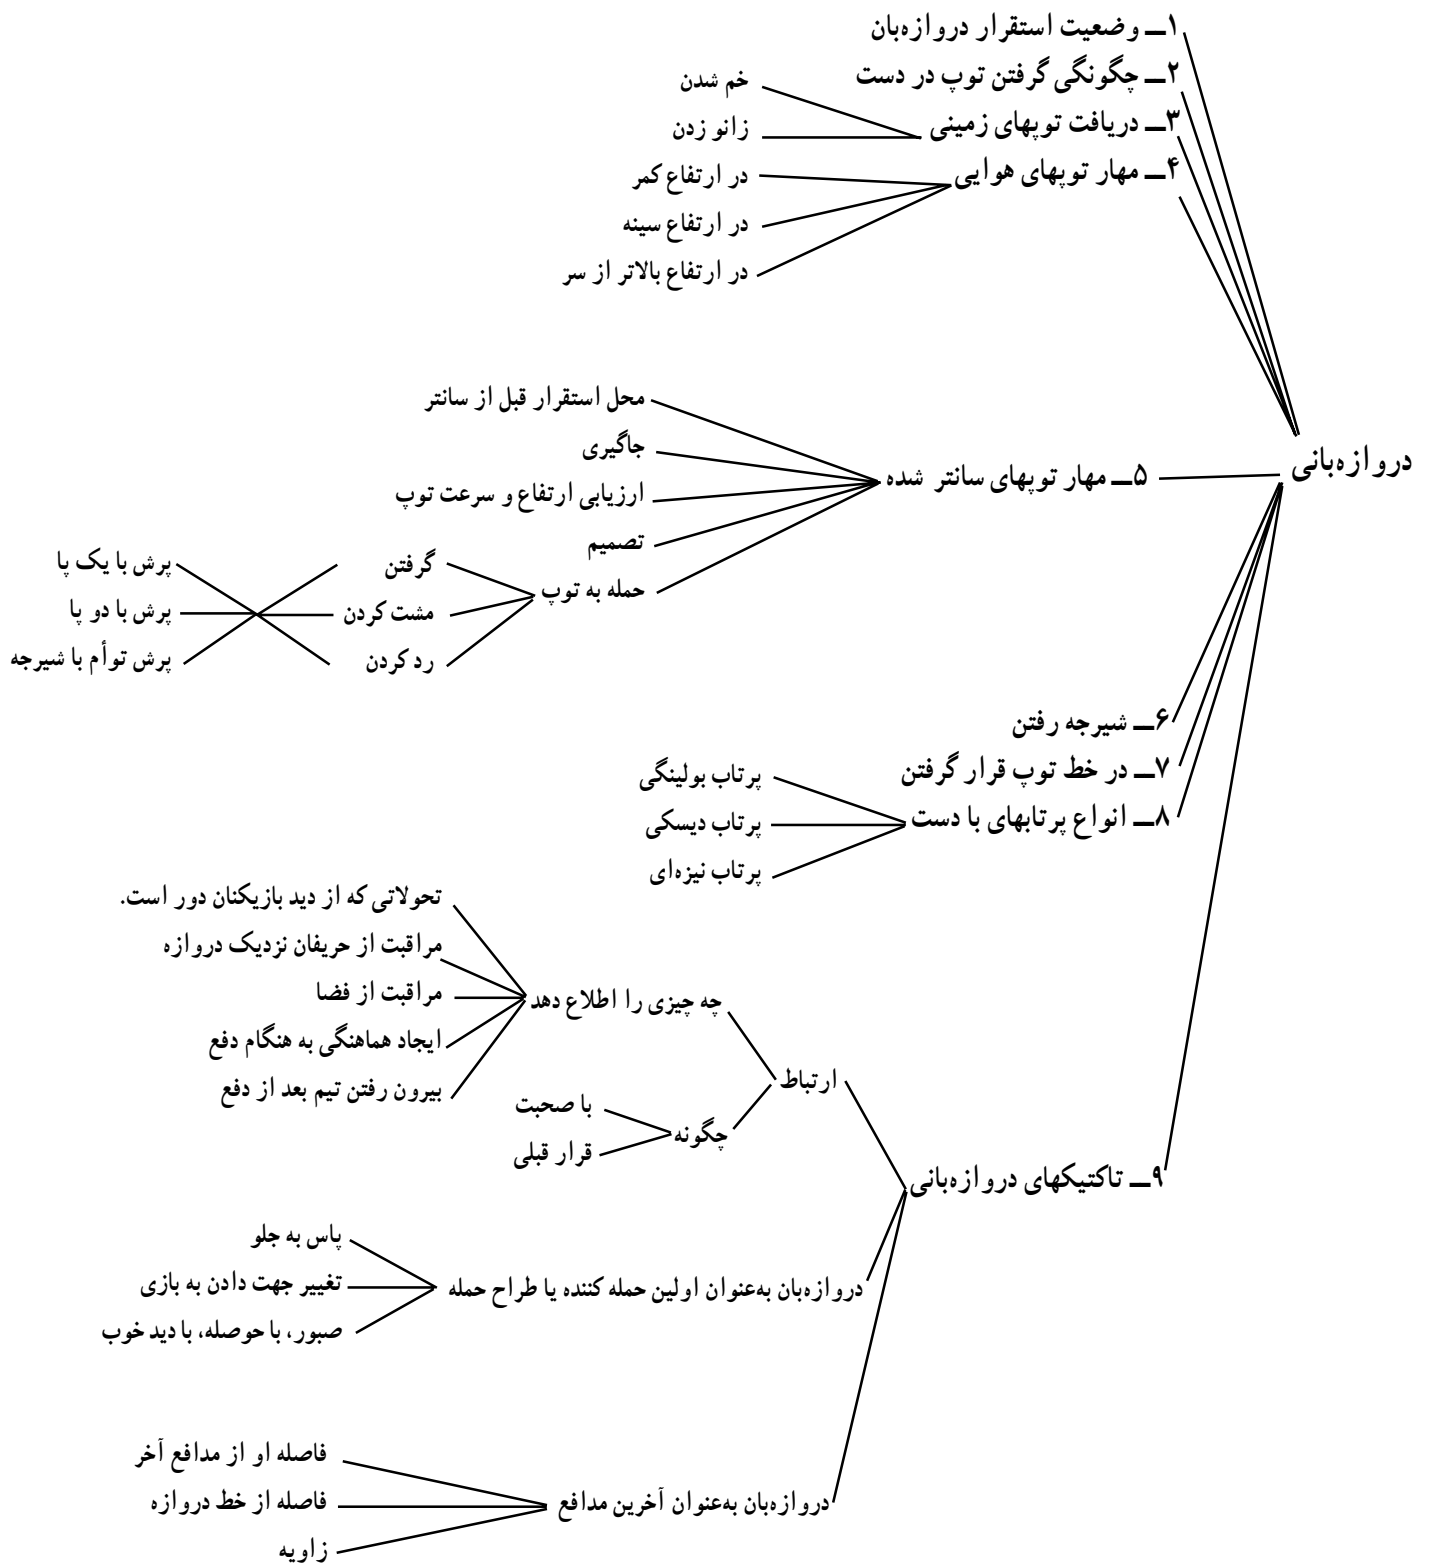 دروازه‌بانی
۱ــ وضعیت استقرار دروازه‌بان
۲ــ چگونگی گرفتن توپ در دست
۳ــ دریافت توپهای زمینی
خم شدن
زانو زدن
۴ــ مهار توپهای هوایی
در ارتفاع کمر
در ارتفاع سینه
در ارتفاع بالاتر از سر
۵ــ مهار توپهای سانتر شده
محل استقرار قبل از سانتر
جاگیری
ارزیابی ارتفاع و سرعت توپ
تصمیم
حمله به توپ
گرفتن
مشت کردن
رد کردن
پرش با یک پا
پرش با دو پا
پرش توأم با شیرجه
۶ــ شیرجه رفتن
۷ــ در خط توپ قرار گرفتن
۸ــ انواع پرتابهای با دست
پرتاب بولینگی
پرتاب دیسکی
پرتاب نیزه‌ای
۹ــ تاکتیکهای دروازه‌بانی
ارتباط
چه چیزی را اطلاع دهد
تحولاتی که از دید بازیکنان دور است.
مراقبت از حریفان نزدیک دروازه
مراقبت از فضا
ایجاد هماهنگی به هنگام دفع
بیرون رفتن تیم بعد از دفع
چگونه
با صحبت
قرار قبلی
دروازه‌بان به‌عنوان اولین حمله کننده یا طراح حمله
پاس به جلو
تغییر جهت دادن به بازی
صبور، با حوصله، با دید خوب
دروازه‌بان به‌عنوان آخرین مدافع
فاصله او از مدافع آخر
فاصله از خط دروازه
زاویه